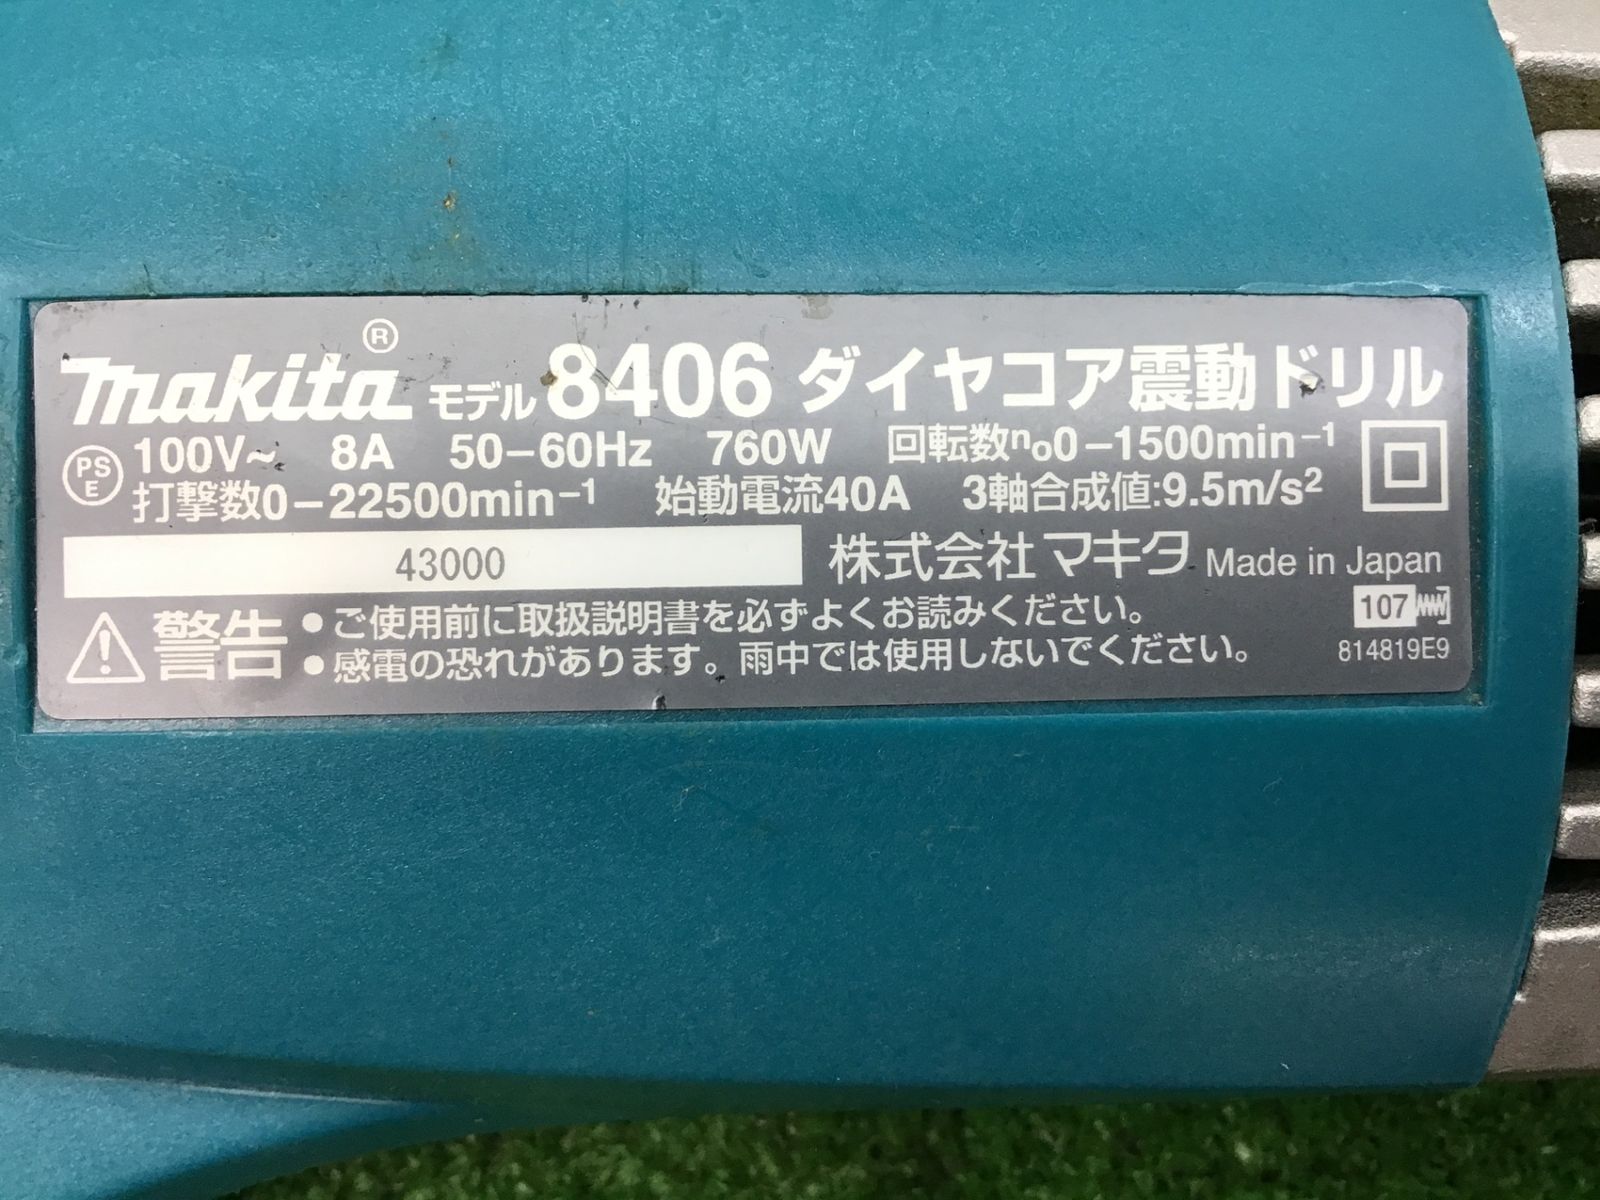 makita® モデル 8406 ダイヤコア震動ドリル
PSE 100V~ 8A 50-60Hz 760W 回転数no0-1500min-1
打撃数0-22500min-1 始動電流40A 3軸合成値:9.5m/s2
43000 株式会社マキタ Made in Japan
警告 ●ご使用前に取扱説明書を必ずよくお読みください。 107
●感電の恐れがあります。雨中では使用しないでください。 814819E9